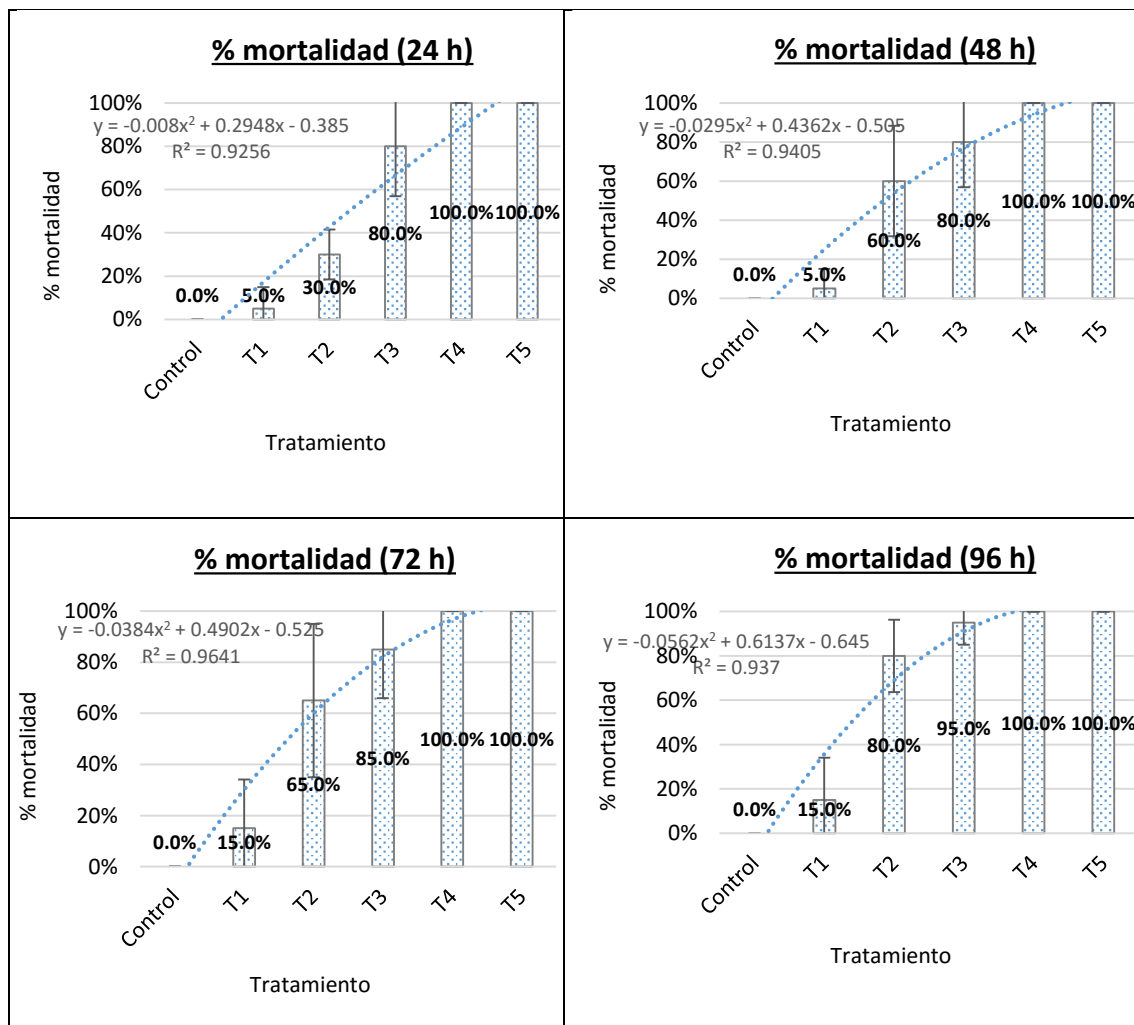 % mortalidad (24 h)
100%
80%
60%
40%
20%
0%
% mortalidad
y = -0.008x² + 0.2948x - 0.385
R² = 0.9256
0.0%
5.0%
30.0%
80.0%
100.0%
100.0%
Control
T1
T2
T3
T4
T5
Tratamiento
% mortalidad (48 h)
100%
80%
60%
40%
20%
0%
% mortalidad
y = -0.0295x² + 0.4362x - 0.505
R² = 0.9405
0.0%
5.0%
60.0%
80.0%
100.0%
100.0%
Control
T1
T2
T3
T4
T5
Tratamiento
% mortalidad (72 h)
100%
80%
60%
40%
20%
0%
% mortalidad
y = -0.0384x² + 0.4902x - 0.525
R² = 0.9641
0.0%
15.0%
65.0%
85.0%
100.0%
100.0%
Control
T1
T2
T3
T4
T5
Tratamiento
% mortalidad (96 h)
100%
80%
60%
40%
20%
0%
% mortalidad
y = -0.0562x² + 0.6137x - 0.645
R² = 0.937
0.0%
15.0%
80.0%
95.0%
100.0%
100.0%
Control
T1
T2
T3
T4
T5
Tratamiento